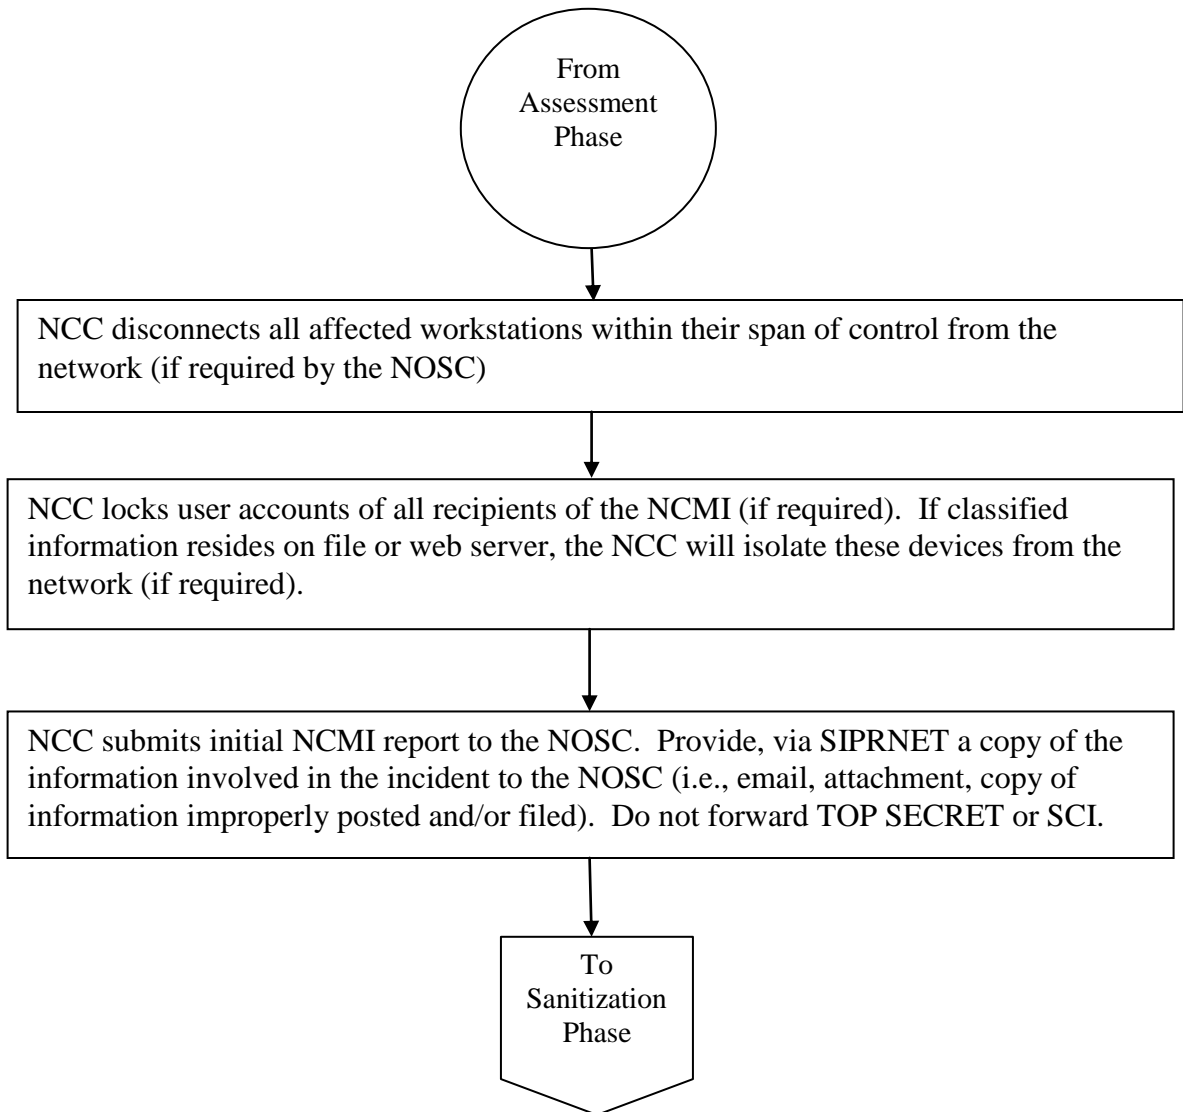 From
Assessment
Phase
NCC disconnects all affected workstations within their span of control from the
network (if required by the NOSC)
NCC locks user accounts of all recipients of the NCMI (if required).  If classified
information resides on file or web server, the NCC will isolate these devices from the
network (if required).
NCC submits initial NCMI report to the NOSC.  Provide, via SIPRNET a copy of the
information involved in the incident to the NOSC (i.e., email, attachment, copy of
information improperly posted and/or filed).  Do not forward TOP SECRET or SCI.
To
Sanitization
Phase